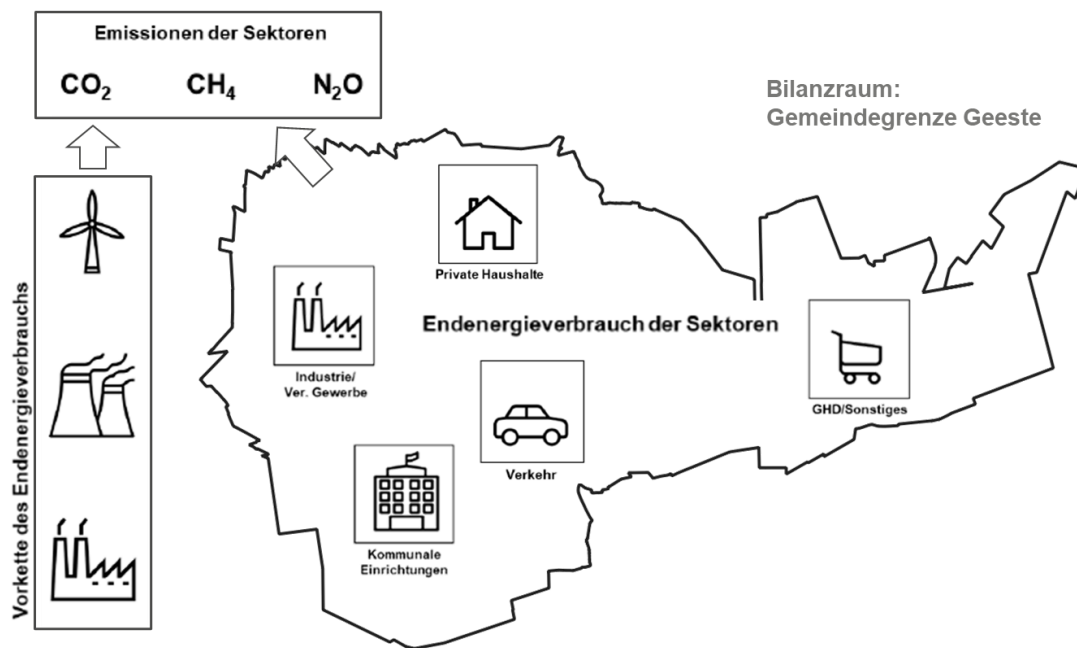 Emissionen der Sektoren
CO₂ CH₄ N₂O
Bilanzraum:
Gemeindegrenze Geeste
Vorkette des Endenergieverbrauchs
Private Haushalte
Endenergieverbrauch der Sektoren
Industrie/
Ver. Gewerbe
GHD/Sonstiges
Verkehr
Kommunale
Einrichtungen